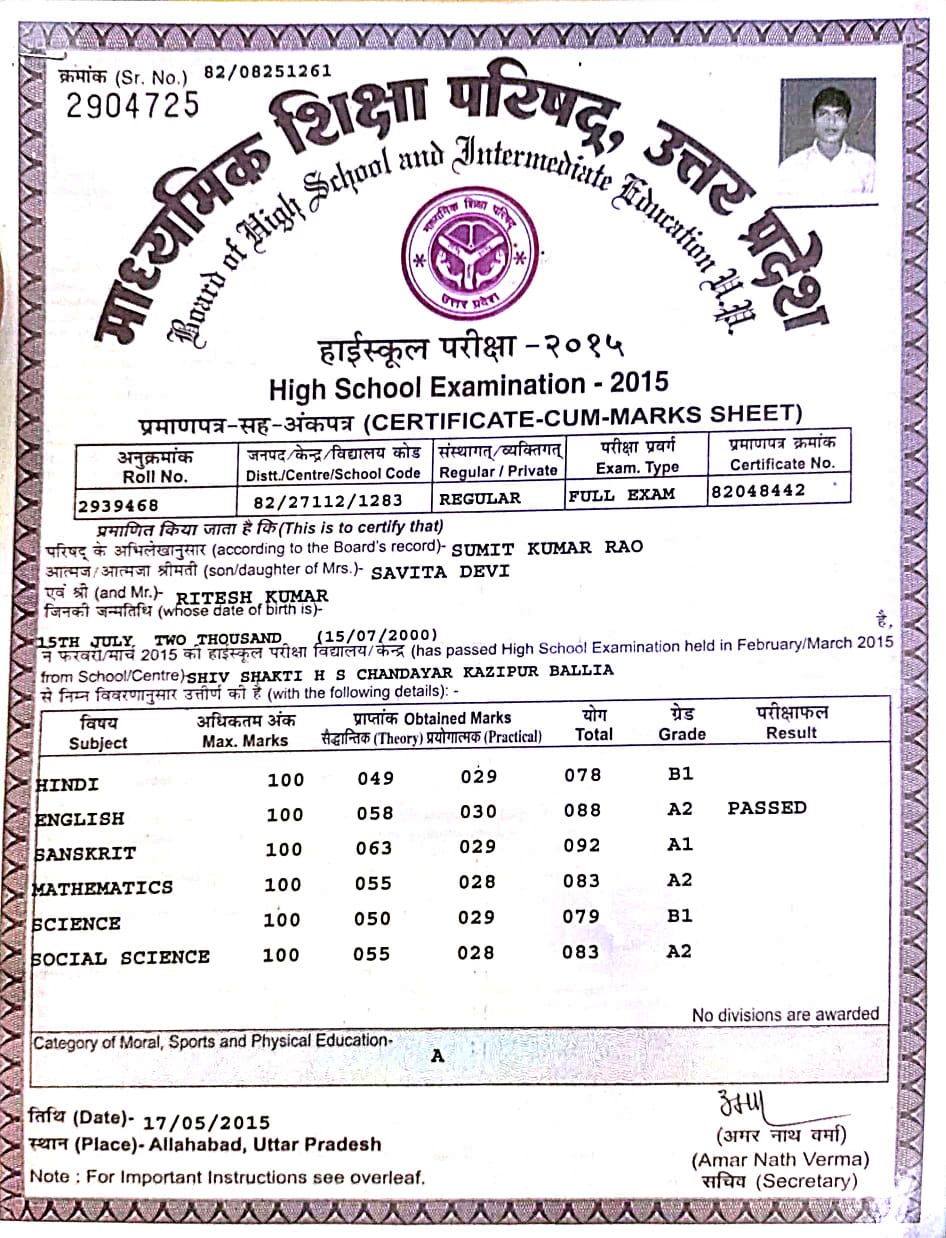 क्रमांक (Sr. No.) 82/08251261
2904725
माध्यमिक शिक्षा परिषद्, उत्तर प्रदेश
Board of High School and Intermediate Education U.P.
माध्यमिक शिक्षा परिषद्
उत्तर प्रदेश
हाईस्कूल परीक्षा -२०१५
High School Examination - 2015
प्रमाणपत्र-सह-अंकपत्र (CERTIFICATE-CUM-MARKS SHEET)
अनुक्रमांक जनपद/केन्द्र/विद्यालय कोड संस्थागत्/व्यक्तिगत् परीक्षा प्रवर्ग प्रमाणपत्र क्रमांक
Roll No. Distt./Centre/School Code Regular / Private Exam. Type Certificate No.
2939468 82/27112/1283 REGULAR FULL EXAM 82048442
प्रमाणित किया जाता है कि (This is to certify that)
परिषद् के अभिलेखानुसार (according to the Board's record)- SUMIT KUMAR RAO
आत्मज/आत्मजा श्रीमती (son/daughter of Mrs.)- SAVITA DEVI
एवं श्री (and Mr.)- RITESH KUMAR
जिनकी जन्मतिथि (whose date of birth is)-
है,
15TH JULY TWO THOUSAND (15/07/2000)
ने फरवरी/मार्च 2015 की हाईस्कूल परीक्षा विद्यालय/केन्द्र (has passed High School Examination held in February/March 2015
from School/Centre) SHIV SHAKTI H S CHANDAYAR KAZIPUR BALLIA
से निम्न विवरणानुसार उत्तीर्ण की है (with the following details): -
विषय अधिकतम अंक प्राप्तांक Obtained Marks योग ग्रेड परीक्षाफल
Subject Max. Marks सैद्धान्तिक (Theory) प्रयोगात्मक (Practical) Total Grade Result
HINDI 100 049 029 078 B1
ENGLISH 100 058 030 088 A2 PASSED
SANSKRIT 100 063 029 092 A1
MATHEMATICS 100 055 028 083 A2
SCIENCE 100 050 029 079 B1
SOCIAL SCIENCE 100 055 028 083 A2
No divisions are awarded
Category of Moral, Sports and Physical Education-
A
तिथि (Date)- 17/05/2015
स्थान (Place)- Allahabad, Uttar Pradesh
(अमर नाथ वर्मा)
(Amar Nath Verma)
सचिव (Secretary)
Note : For Important Instructions see overleaf.